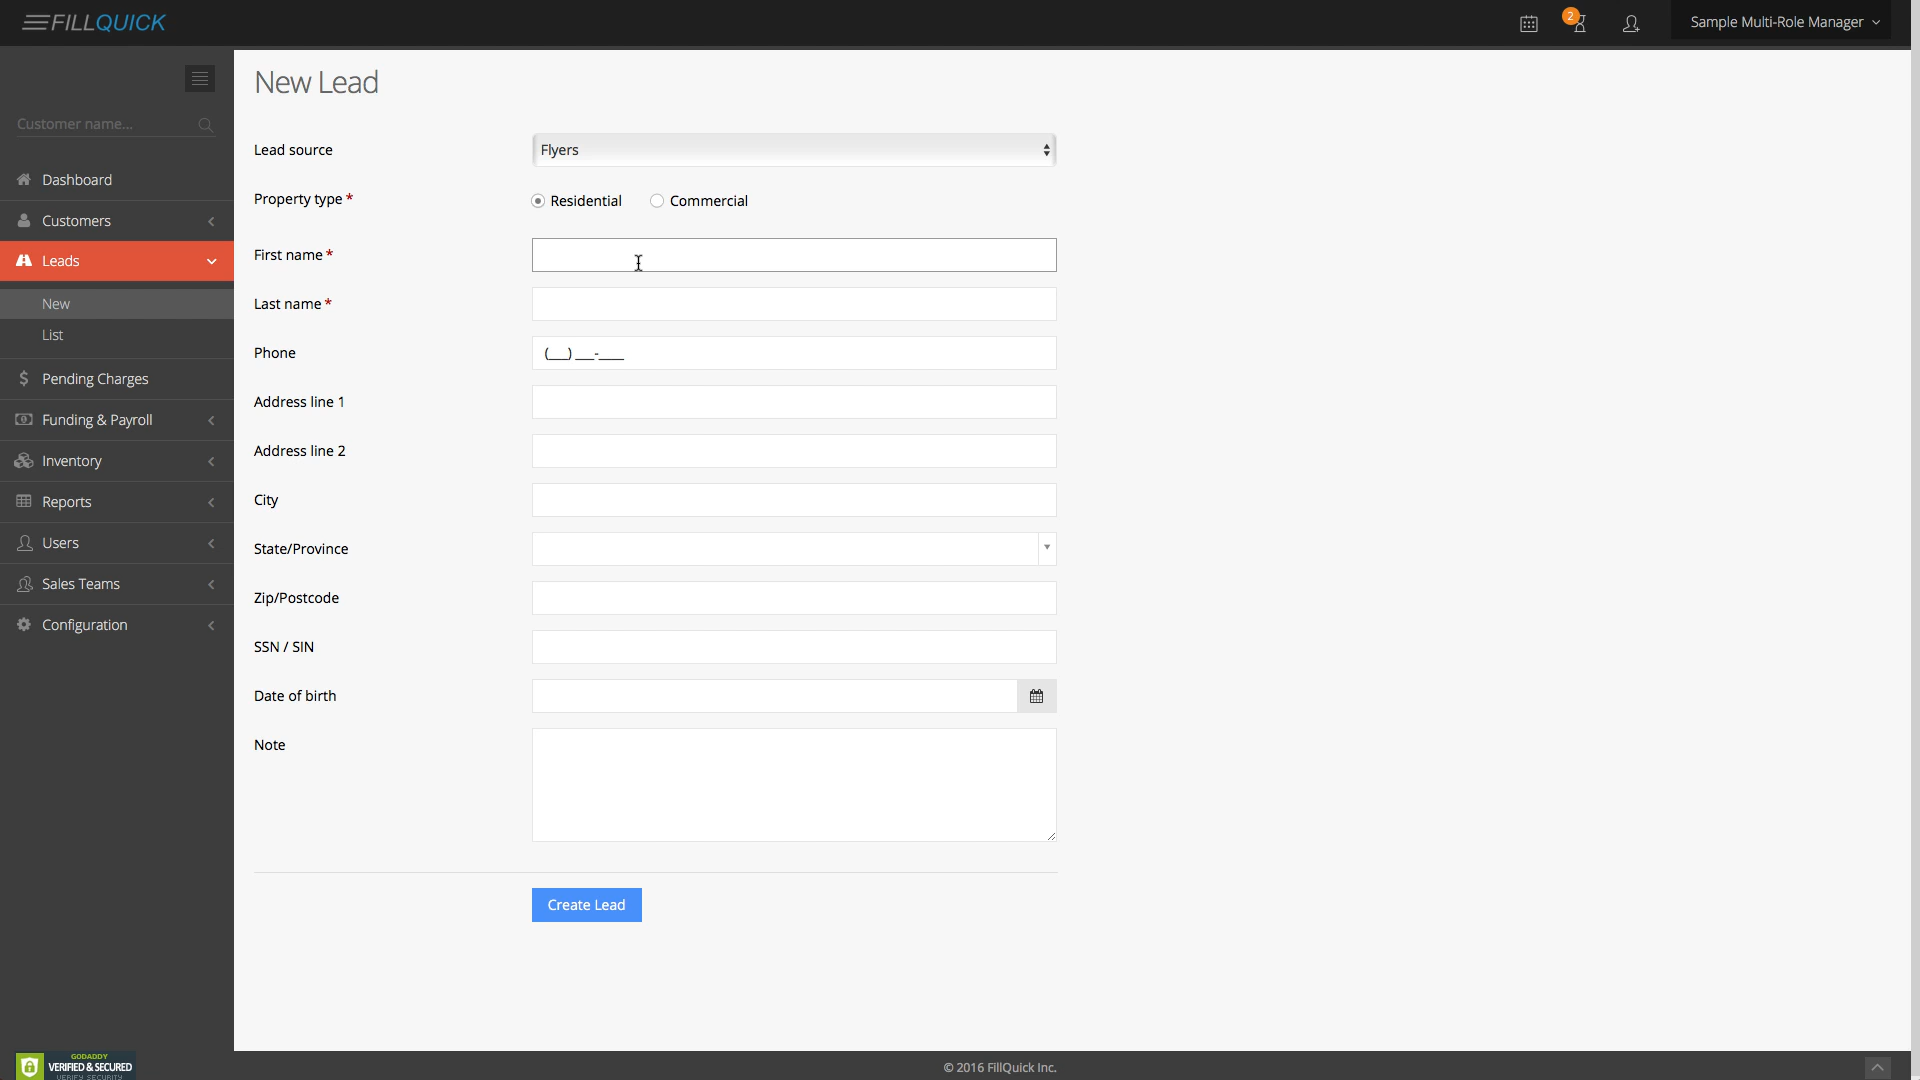 FILLQUICK
2
Sample Multi-Role Manager
Customer name...
Dashboard
Customers
Leads
New
List
Pending Charges
Funding & Payroll
Inventory
Reports
Users
Sales Teams
Configuration
New Lead
Lead source
Flyers
Property type *
Residential
Commercial
First name *
Last name *
Phone
(___) ___-____
Address line 1
Address line 2
City
State/Province
Zip/Postcode
SSN / SIN
Date of birth
Note
Create Lead
GODADDY
VERIFIED & SECURED
VERIFY SECURITY
© 2016 FillQuick Inc.